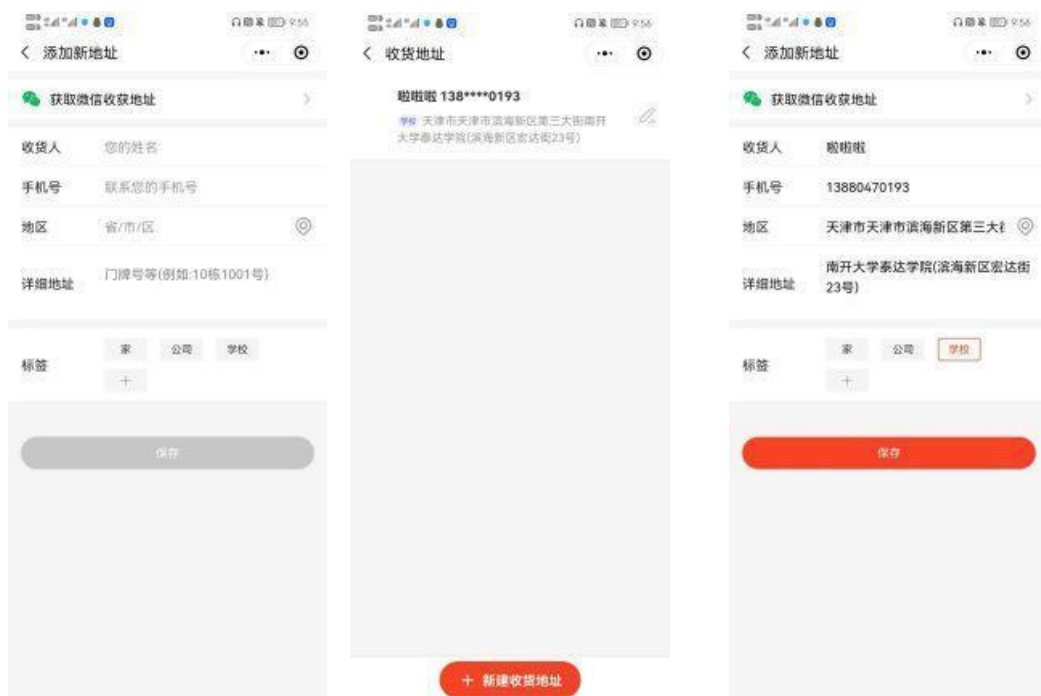 9:55
添加新地址
获取微信收获地址
收货人
您的姓名
手机号
联系您的手机号
地区
省/市/区
详细地址
门牌号等(例如:10栋1001号)
标签
家
公司
学校
+
保存
9:56
收货地址
啦啦啦 138****0193
学校 天津市天津市滨海新区第三大街南开
大学泰达学院(滨海新区宏达街23号)
+ 新建收货地址
9:56
添加新地址
获取微信收获地址
收货人
啦啦啦
手机号
13880470193
地区
天津市天津市滨海新区第三大
详细地址
南开大学泰达学院(滨海新区宏达街
23号)
标签
家
公司
学校
+
保存